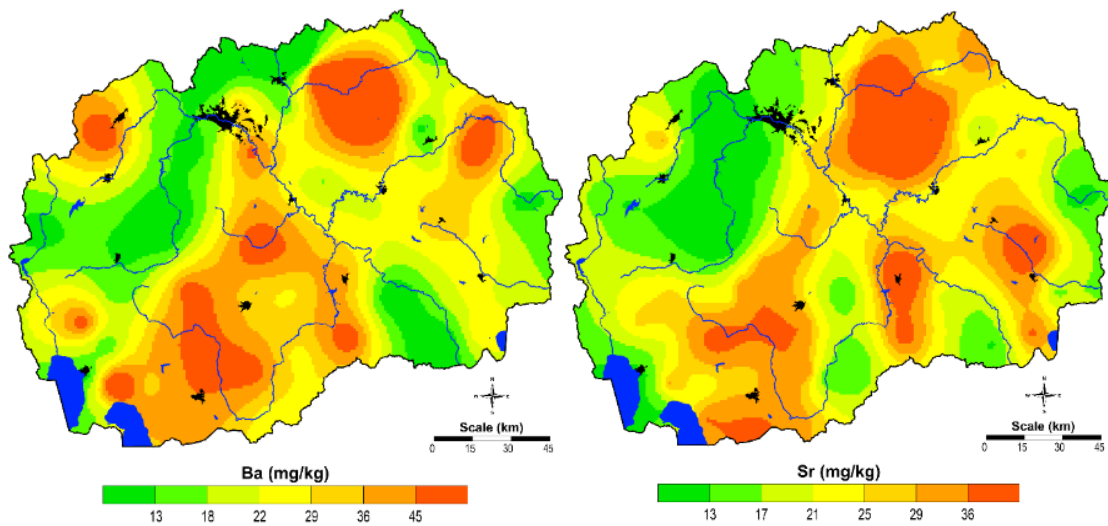 N
W E
S
Scale (km)
0 15 30 45
Ba (mg/kg)
13 18 22 29 36 45
N
W E
S
Scale (km)
0 15 30 45
Sr (mg/kg)
13 17 21 25 29 36